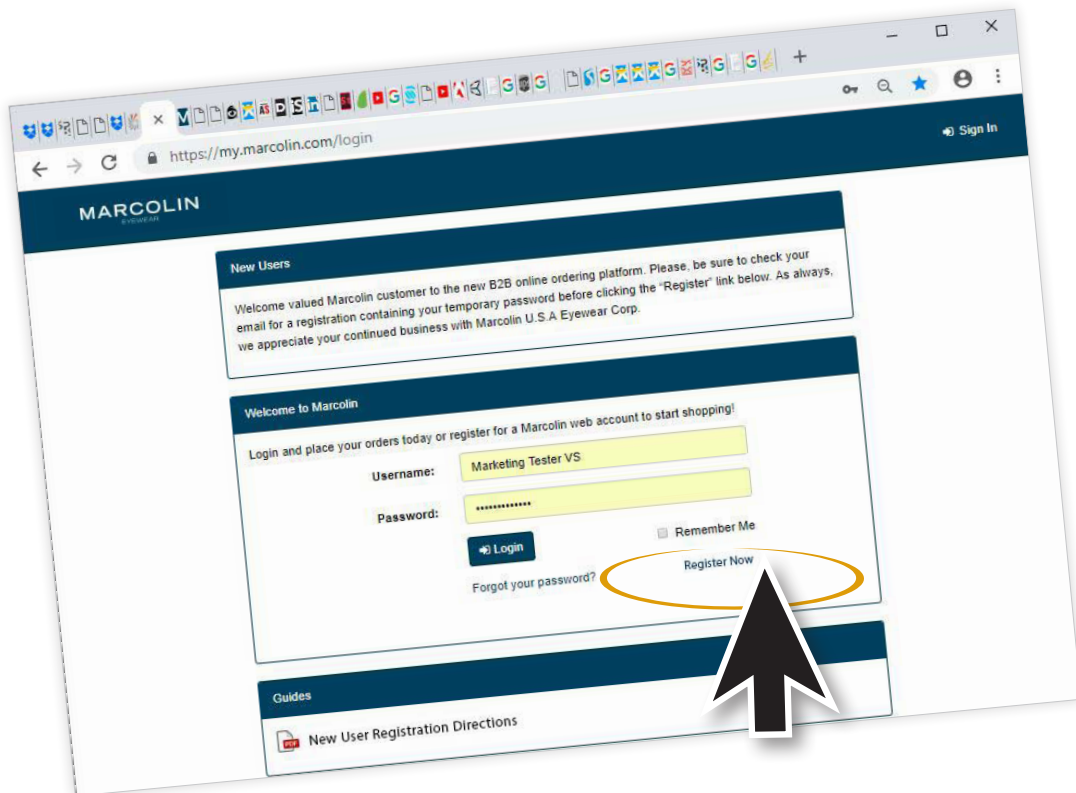 https://my.marcolin.com/login
Sign In
MARCOLIN
EYEWEAR
New Users
Welcome valued Marcolin customer to the new B2B online ordering platform. Please, be sure to check your
email for a registration containing your temporary password before clicking the “Register” link below. As always,
we appreciate your continued business with Marcolin U.S.A Eyewear Corp.
Welcome to Marcolin
Login and place your orders today or register for a Marcolin web account to start shopping!
Username: Marketing Tester VS
Password: •••••••••••••
Login
Remember Me
Forgot your password?
Register Now
Guides
PDF
New User Registration Directions